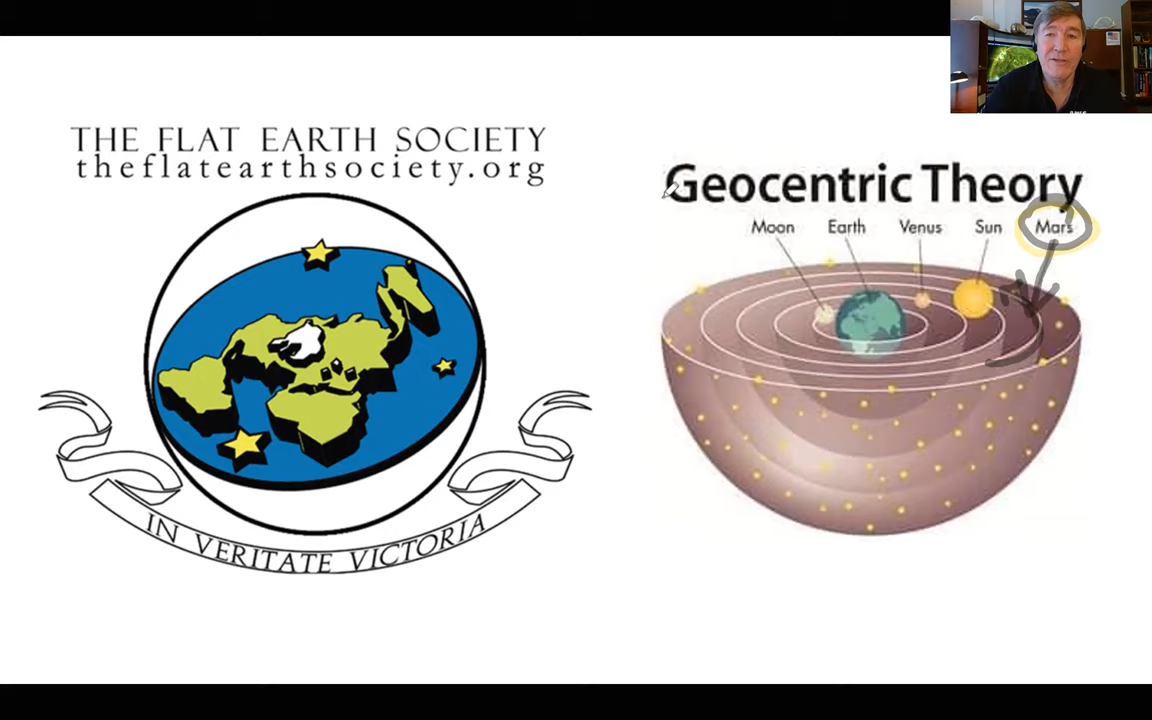 THE FLAT EARTH SOCIETY
theflatearthsociety.org
IN VERITATE VICTORIA
Geocentric Theory
Moon Earth Venus Sun Mars